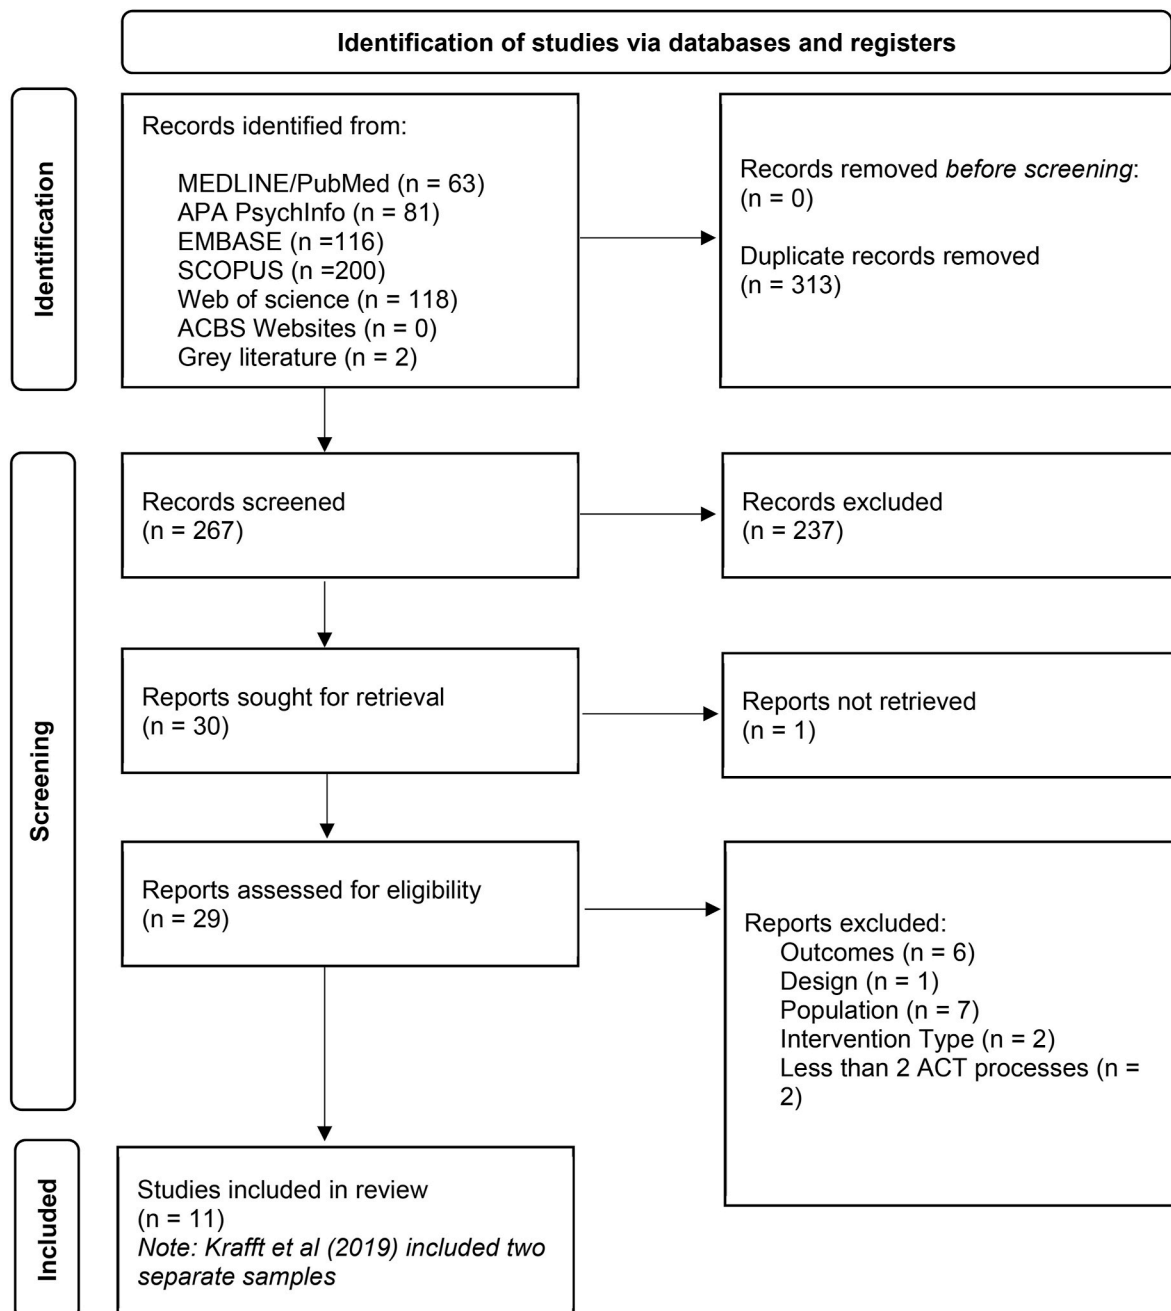 Identification of studies via databases and registers
Identification
Records identified from:
MEDLINE/PubMed (n = 63)
APA PsychInfo (n = 81)
EMBASE (n =116)
SCOPUS (n =200)
Web of science (n = 118)
ACBS Websites (n = 0)
Grey literature (n = 2)
Records removed before screening:
(n = 0)
Duplicate records removed
(n = 313)
Screening
Records screened
(n = 267)
Records excluded
(n = 237)
Reports sought for retrieval
(n = 30)
Reports not retrieved
(n = 1)
Reports assessed for eligibility
(n = 29)
Reports excluded:
Outcomes (n = 6)
Design (n = 1)
Population (n = 7)
Intervention Type (n = 2)
Less than 2 ACT processes (n =
2)
Included
Studies included in review
(n = 11)
Note: Krafft et al (2019) included two
separate samples